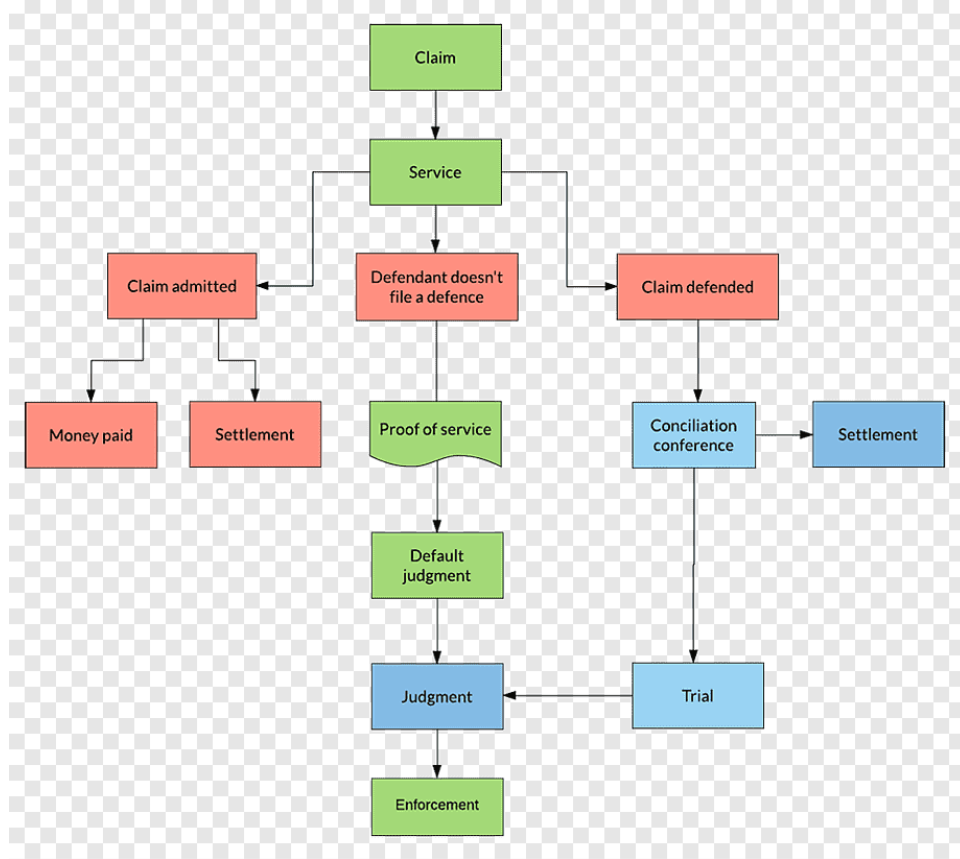 Claim
Service
Claim admitted
Defendant doesn't
file a defence
Claim defended
Money paid
Settlement
Proof of service
Conciliation
conference
Settlement
Default
judgment
Judgment
Trial
Enforcement